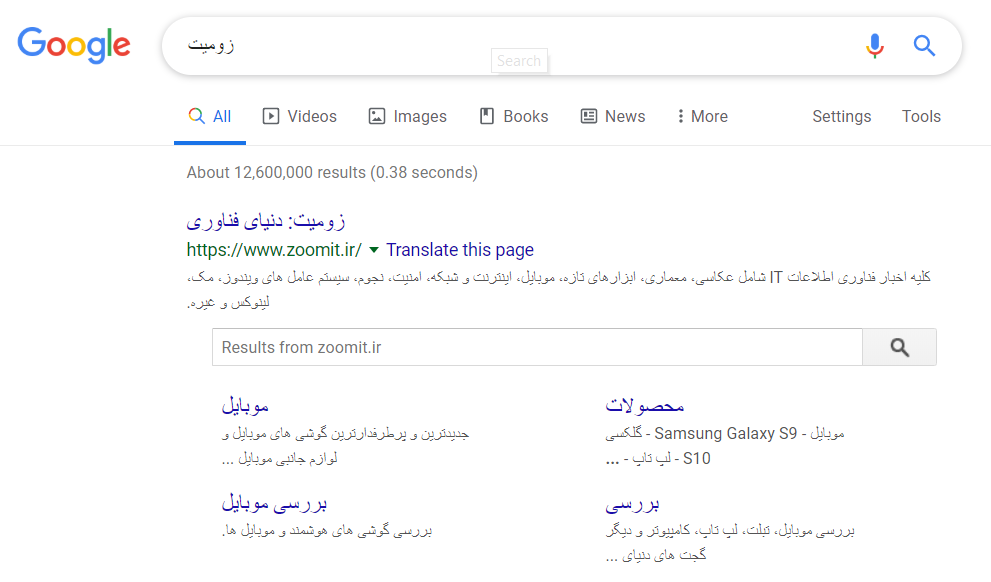 Google
زومیت
Search
All
Videos
Images
Books
News
More
Settings
Tools
About 12,600,000 results (0.38 seconds)
زومیت: دنیای فناوری
https://www.zoomit.ir/ Translate this page
کلیه اخبار فناوری اطلاعات IT شامل عکاسی، معماری، ابزارهای تازه، موبایل، اینترنت و شبکه، امنیت، نجوم، سیستم عامل های ویندوز، مک،
لینوکس و غیره.
Results from zoomit.ir
موبایل
جدیدترین و پرطرفدارترین گوشی های موبایل و
لوازم جانبی موبایل ...
محصولات
موبایل - Samsung Galaxy S9 - گلکسی
S10 - لپ تاپ - ...
بررسی موبایل
بررسی گوشی های هوشمند و موبایل ها.
بررسی
بررسی موبایل، تبلت، لپ تاپ، کامپیوتر و دیگر
گجت های دنیای ...